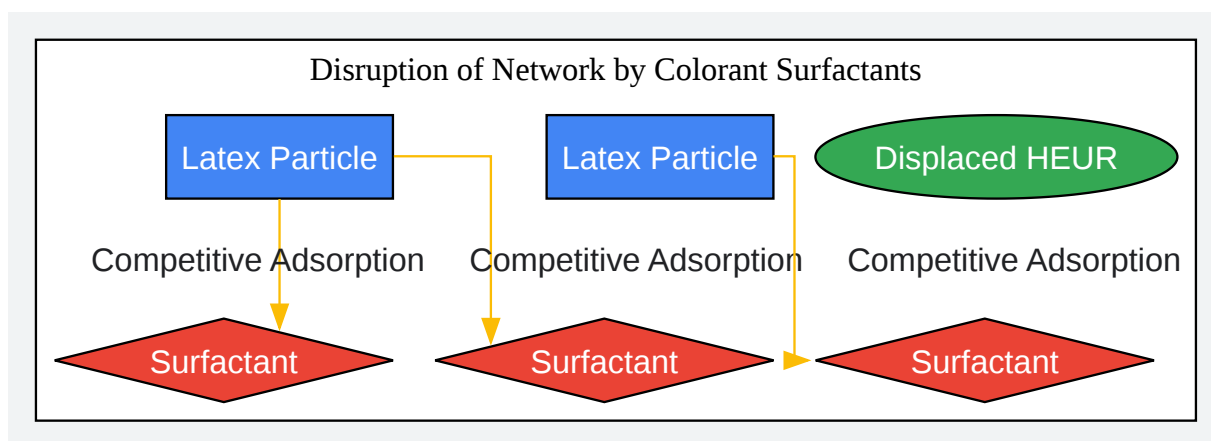 Disruption of Network by Colorant Surfactants
Latex Particle
Latex Particle
Displaced HEUR
Competitive Adsorption
Competitive Adsorption
Competitive Adsorption
Surfactant
Surfactant
Surfactant